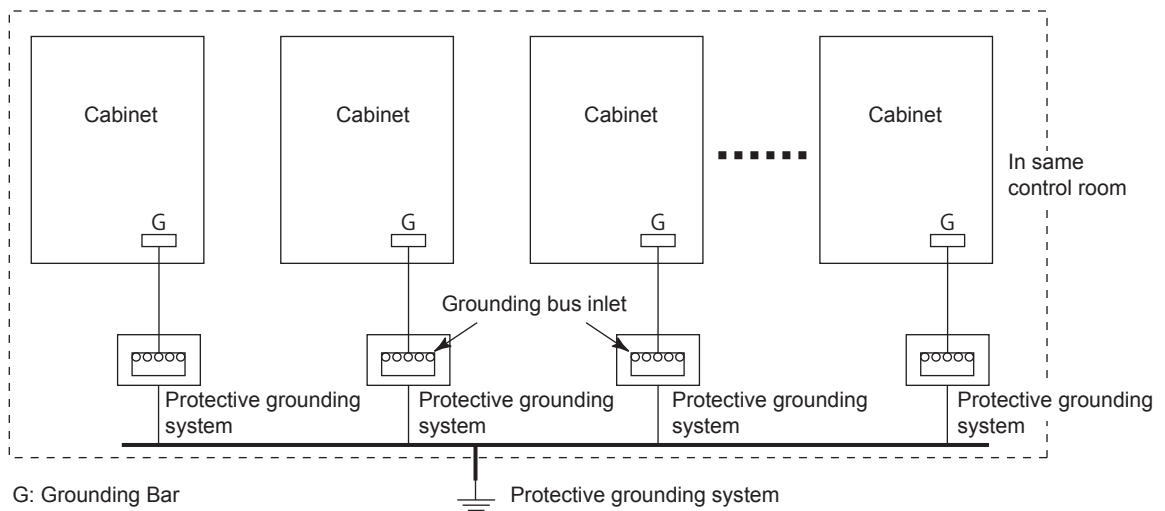 Cabinet
Cabinet
Cabinet
Cabinet
In same
control room
G
G
G
G
Grounding bus inlet
Protective grounding
system
Protective grounding
system
Protective grounding
system
Protective grounding
system
G: Grounding Bar
Protective grounding system